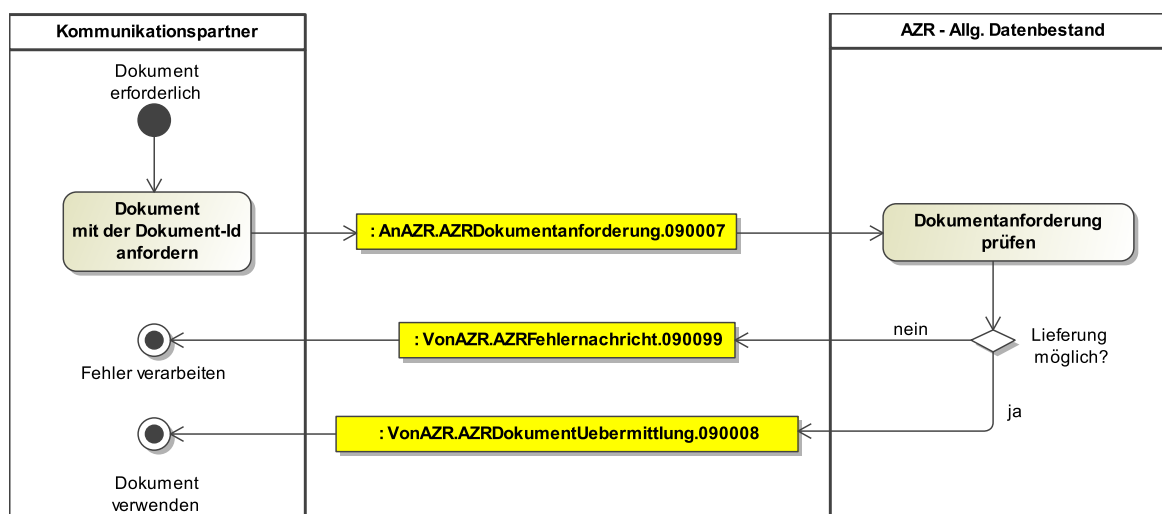 Kommunikationspartner
AZR - Allg. Datenbestand
Dokument
erforderlich
Dokument
mit der Dokument-Id
anfordern
: AnAZR.AZRDokumentanforderung.090007
Dokumentanforderung
prüfen
nein
Lieferung
möglich?
: VonAZR.AZRFehlernachricht.090099
Fehler verarbeiten
ja
: VonAZR.AZRDokumentUebermittlung.090008
Dokument
verwenden